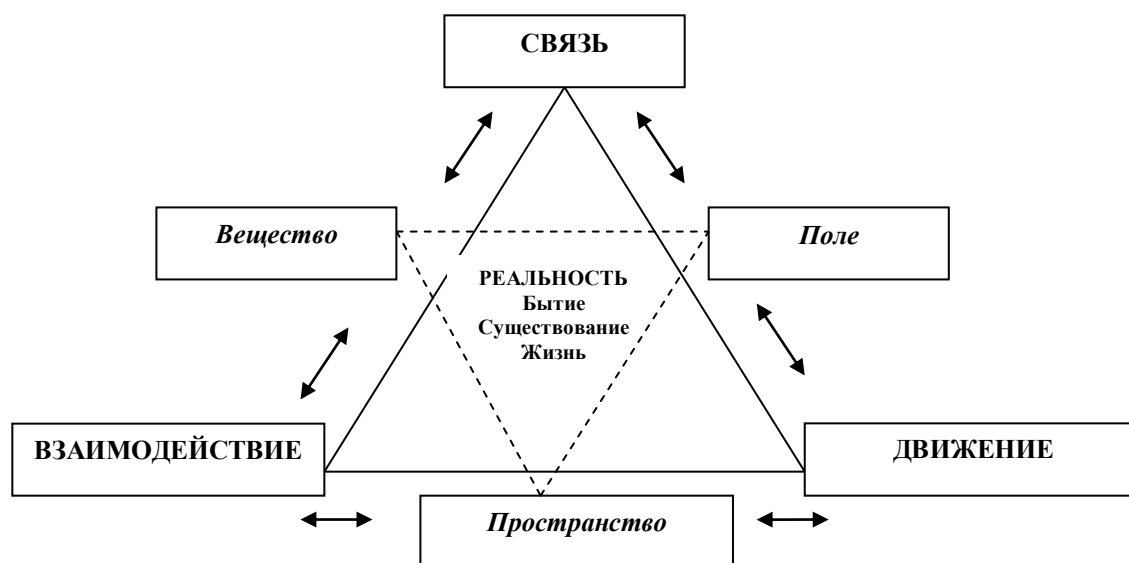 СВЯЗЬ
Вещество
Поле
РЕАЛЬНОСТЬ
Бытие
Существование
Жизнь
ВЗАИМОДЕЙСТВИЕ
ДВИЖЕНИЕ
Пространство